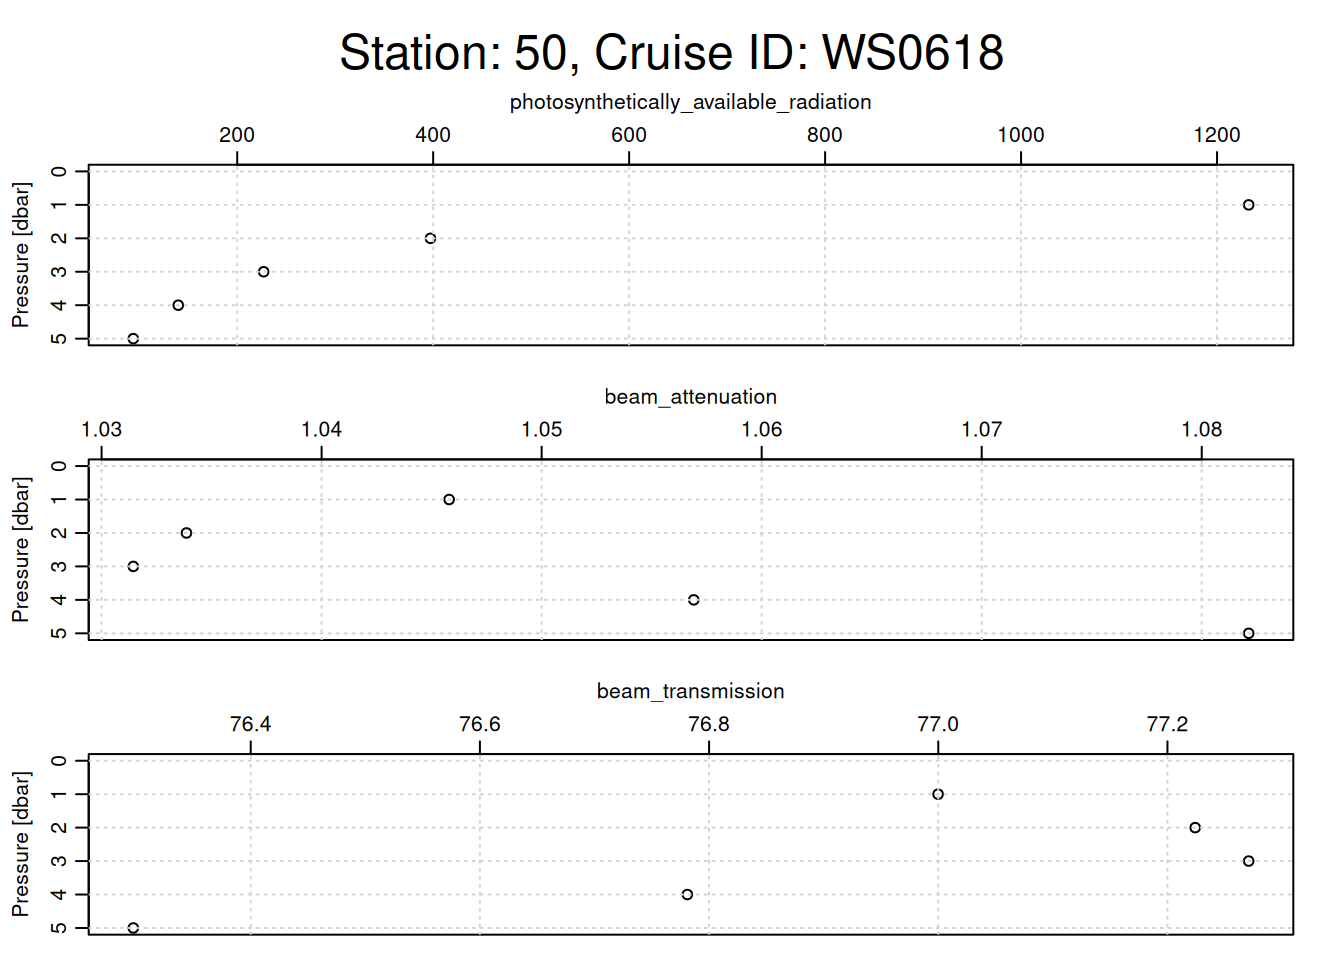 Station: 50, Cruise ID: WS0618
photosynthetically_available_radiation
200 400 600 800 1000 1200
Pressure [dbar]
0
1
2
3
4
5
beam_attenuation
1.03 1.04 1.05 1.06 1.07 1.08
Pressure [dbar]
0
1
2
3
4
5
beam_transmission
76.4 76.6 76.8 77.0 77.2
Pressure [dbar]
0
1
2
3
4
5